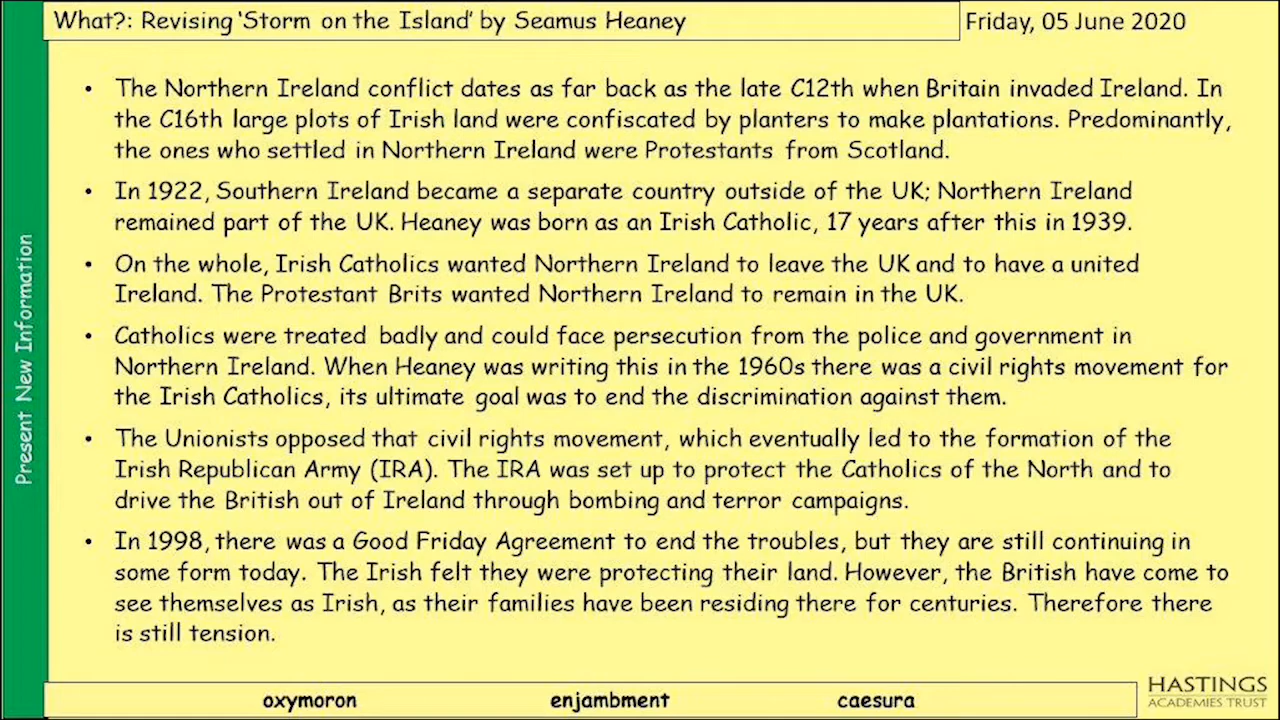 What?: Revising 'Storm on the Island' by Seamus Heaney
Friday, 05 June 2020
Present New Information
• The Northern Ireland conflict dates as far back as the late C12th when Britain invaded Ireland. In
the C16th large plots of Irish land were confiscated by planters to make plantations. Predominantly,
the ones who settled in Northern Ireland were Protestants from Scotland.
• In 1922, Southern Ireland became a separate country outside of the UK; Northern Ireland
remained part of the UK. Heaney was born as an Irish Catholic, 17 years after this in 1939.
• On the whole, Irish Catholics wanted Northern Ireland to leave the UK and to have a united
Ireland. The Protestant Brits wanted Northern Ireland to remain in the UK.
• Catholics were treated badly and could face persecution from the police and government in
Northern Ireland. When Heaney was writing this in the 1960s there was a civil rights movement for
the Irish Catholics, its ultimate goal was to end the discrimination against them.
• The Unionists opposed that civil rights movement, which eventually led to the formation of the
Irish Republican Army (IRA). The IRA was set up to protect the Catholics of the North and to
drive the British out of Ireland through bombing and terror campaigns.
• In 1998, there was a Good Friday Agreement to end the troubles, but they are still continuing in
some form today. The Irish felt they were protecting their land. However, the British have come to
see themselves as Irish, as their families have been residing there for centuries. Therefore there
is still tension.
oxymoron enjambment caesura
HASTINGS
ACADEMIES TRUST